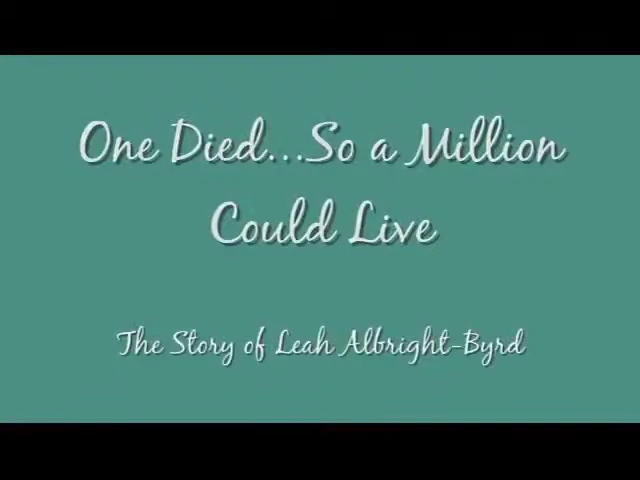 One Died...So a Million
Could Live
The Story of Leah Albright-Byrd